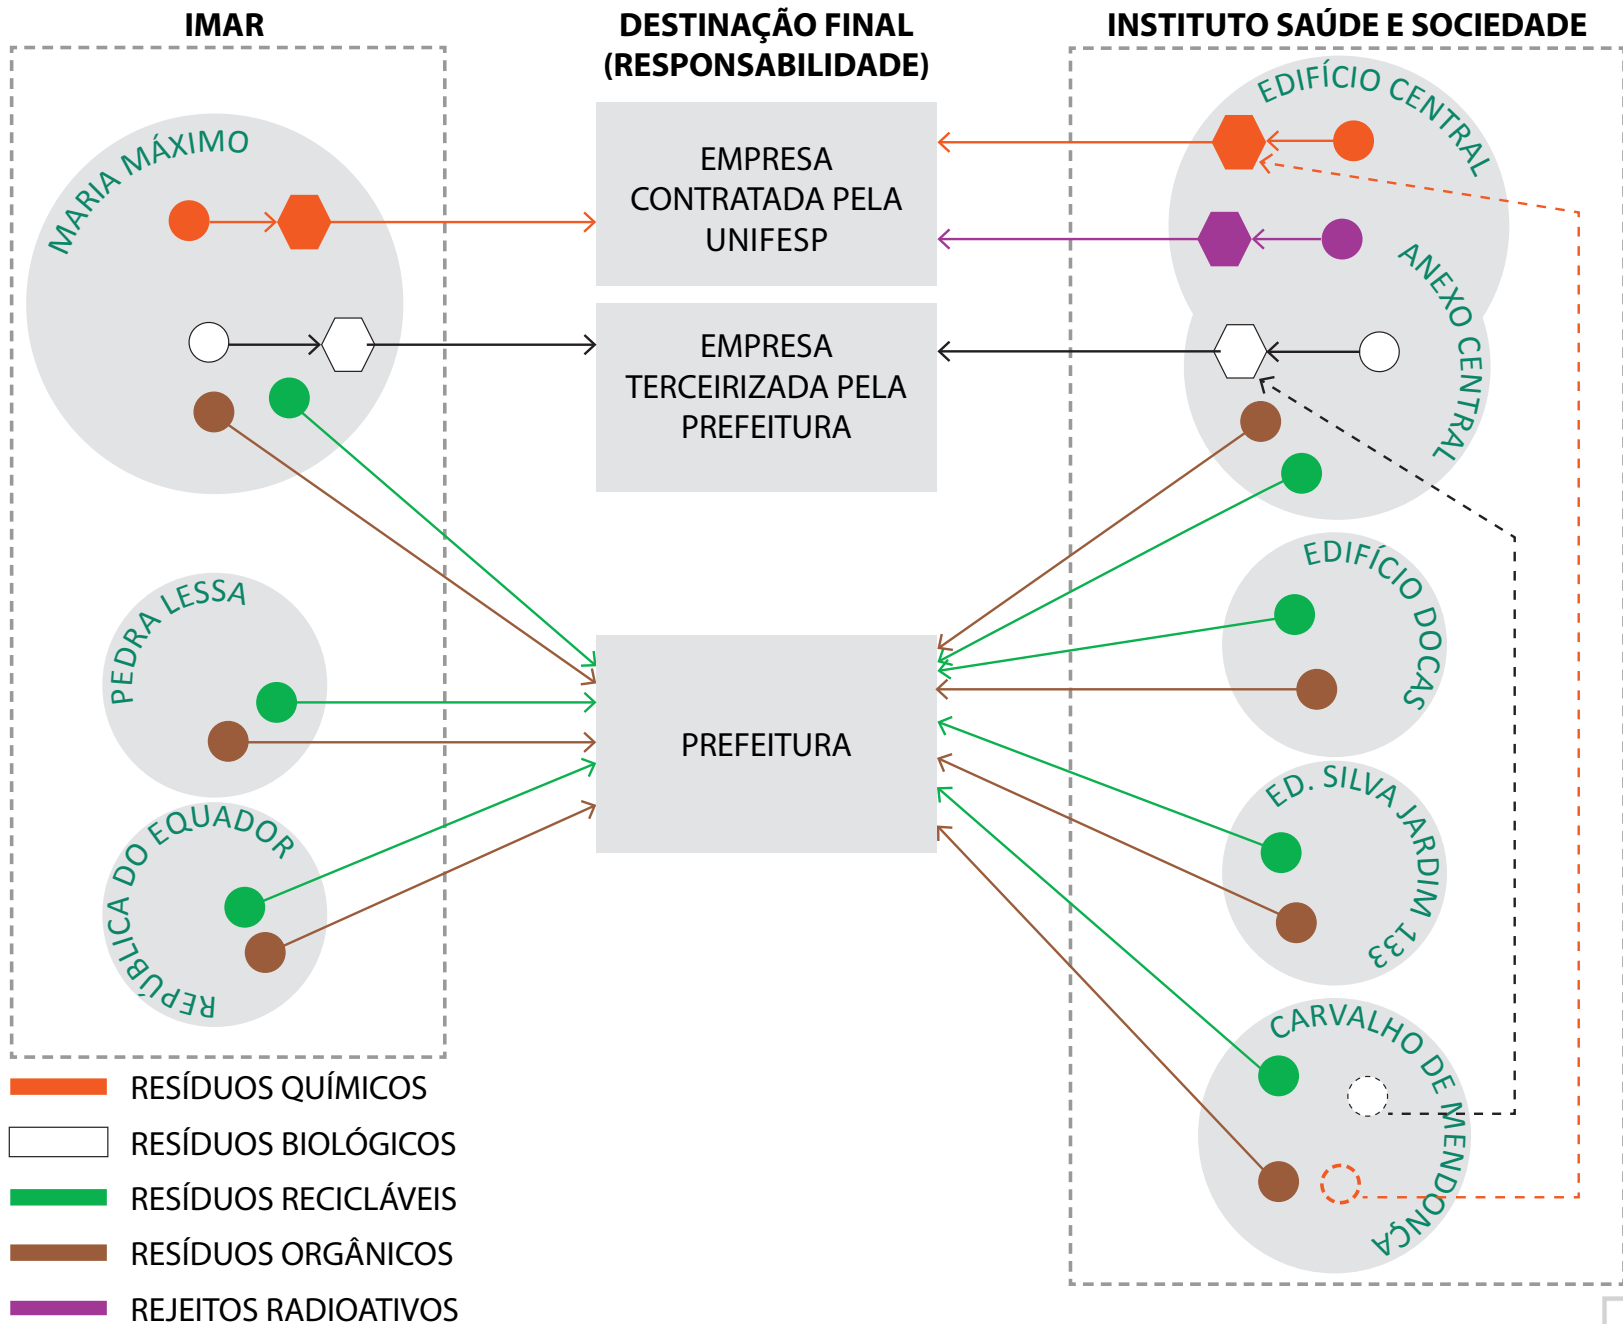 IMAR
MARIA MÁXIMO
PEDRA LESSA
REPÚBLICA DO EQUADOR
DESTINAÇÃO FINAL
(RESPONSABILIDADE)
EMPRESA
CONTRATADA PELA
UNIFESP
EMPRESA
TERCEIRIZADA PELA
PREFEITURA
PREFEITURA
INSTITUTO SAÚDE E SOCIEDADE
EDIFÍCIO CENTRAL
ANEXO CENTRAL
EDIFÍCIO DOCAS
ED. SILVA JARDIM 133
CARVALHO DE MENDONÇA
RESÍDUOS QUÍMICOS
RESÍDUOS BIOLÓGICOS
RESÍDUOS RECICLÁVEIS
RESÍDUOS ORGÂNICOS
REJEITOS RADIOATIVOS